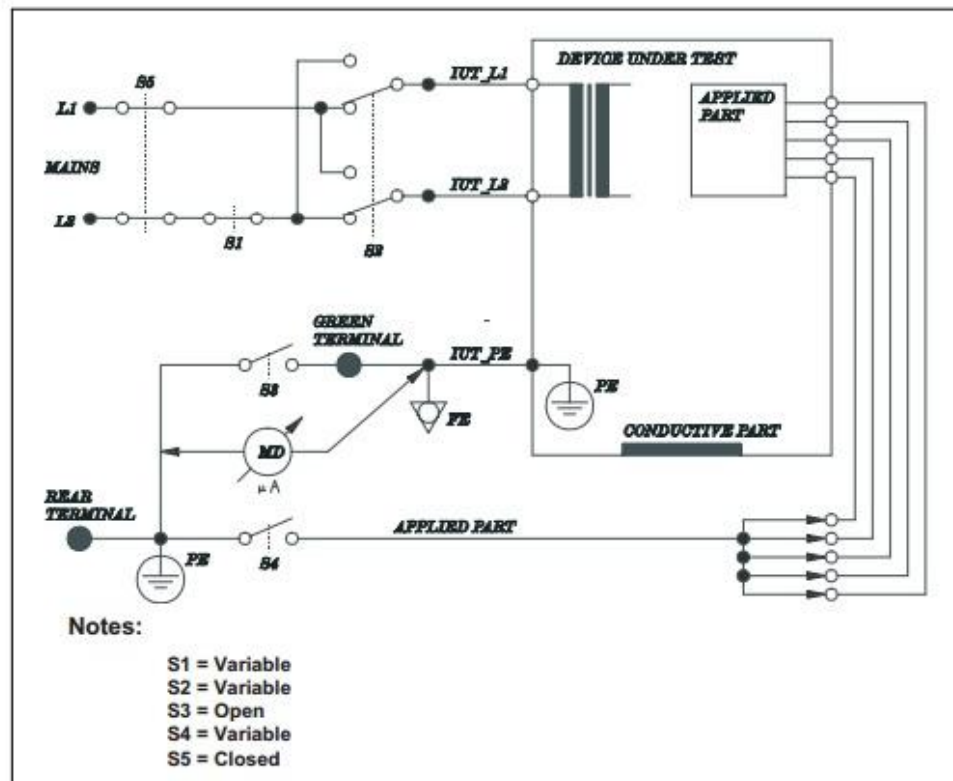 S5
IUT_L1
DEVICE UNDER TEST
L1
APPLIED
PART
MAINS
IUT_L2
L2
S1
S2
GREEN
TERMINAL
IUT_PE
S3
PE
FE
CONDUCTIVE PART
MD
μA
REAR
TERMINAL
APPLIED PART
PE
S4
Notes:
S1 = Variable
S2 = Variable
S3 = Open
S4 = Variable
S5 = Closed